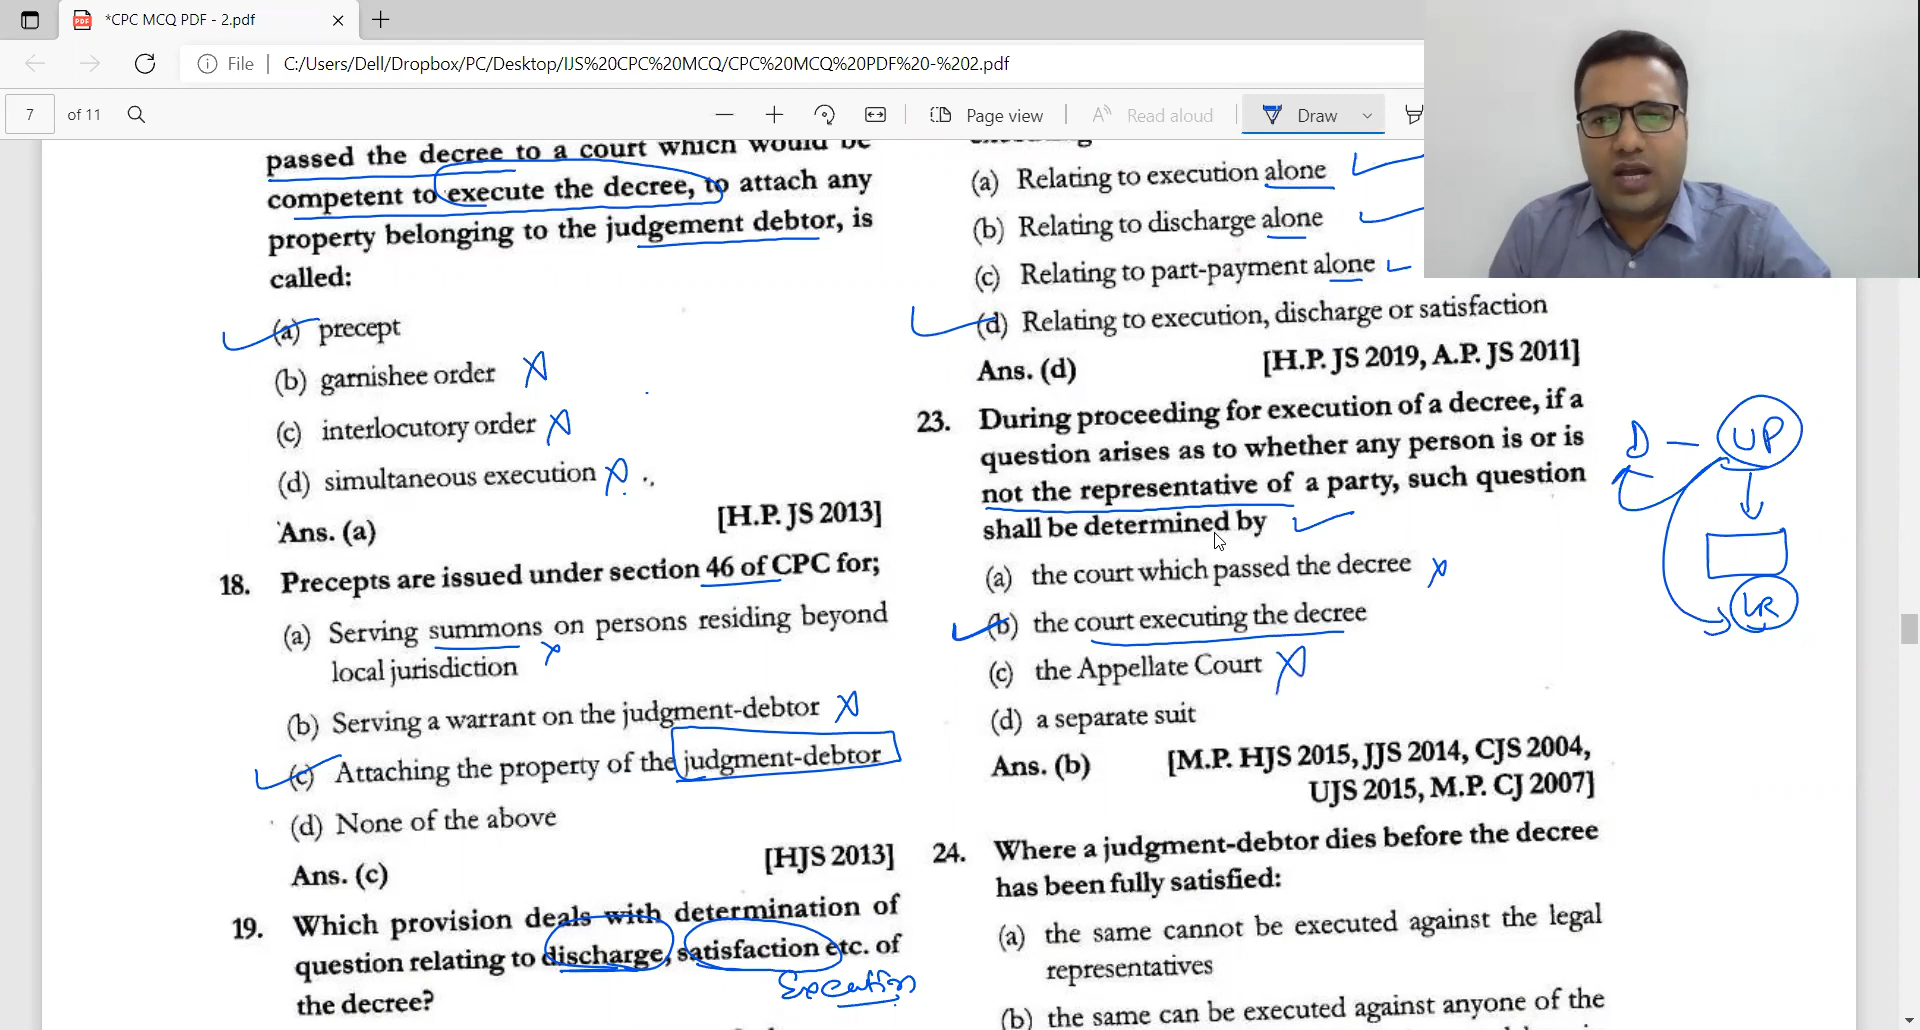 *CPC MCQ PDF - 2.pdf
File
C:/Users/Dell/Dropbox/PC/Desktop/IJS%20CPC%20MCQ/CPC%20MCQ%20PDF%20-%202.pdf
7 of 11
Page view
Read aloud
Draw
passed the decree to a court which would be
competent to execute the decree, to attach any
property belonging to the judgement debtor, is
called:
(a) precept
(b) garnishee order
(c) interlocutory order
(d) simultaneous execution
Ans. (a) [H.P. JS 2013]
18. Precepts are issued under section 46 of CPC for;
(a) Serving summons on persons residing beyond
local jurisdiction
(b) Serving a warrant on the judgment-debtor
(c) Attaching the property of the judgment-debtor
(d) None of the above
Ans. (c) [HJS 2013]
19. Which provision deals with determination of
question relating to discharge, satisfaction etc. of
Execution
the decree?
(a) Relating to execution alone
(b) Relating to discharge alone
(c) Relating to part-payment alone
(d) Relating to execution, discharge or satisfaction
Ans. (d) [H.P. JS 2019, A.P. JS 2011]
23. During proceeding for execution of a decree, if a
question arises as to whether any person is or is
not the representative of a party, such question
shall be determined by
(a) the court which passed the decree
(b) the court executing the decree
(c) the Appellate Court
(d) a separate suit
Ans. (b) [M.P. HJS 2015, JJS 2014, CJS 2004,
UJS 2015, M.P. CJ 2007]
24. Where a judgment-debtor dies before the decree
has been fully satisfied:
(a) the same cannot be executed against the legal
representatives
(b) the same can be executed against anyone of the
D — UP
LR